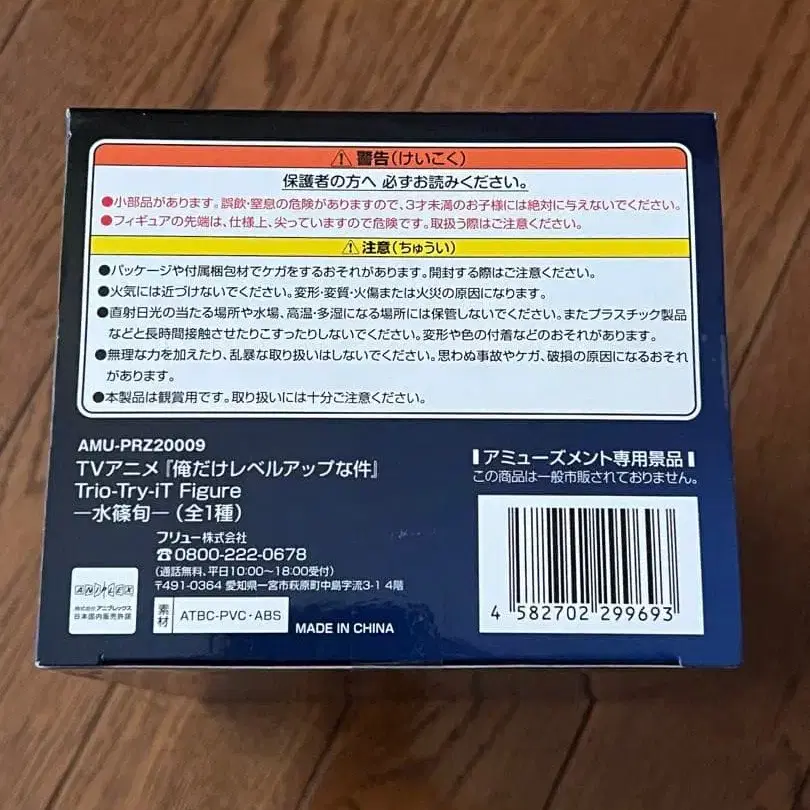 ⚠警告(けいこく)
保護者の方へ 必ずお読みください。
●小部品があります。誤飲・窒息の危険がありますので、3才未満のお子様には絶対に与えないでください。
●フィギュアの先端は、仕様上、尖っていますので危険です。取扱う際はご注意ください。
⚠注意(ちゅうい)
●パッケージや付属梱包材でケガをするおそれがあります。開封する際はご注意ください。
●火気には近づけないでください。変形・変質・火傷または火災の原因になります。
●直射日光の当たる場所や水場、高温・多湿になる場所には保管しないでください。またプラスチック製品
などと長時間接触させたりこすったりしないでください。変形や色の付着などのおそれがあります。
●無理な力を加えたり、乱暴な取り扱いはしないでください。思わぬ事故やケガ、破損の原因になるおそれ
があります。
●本製品は観賞用です。取り扱いには十分ご注意ください。
AMU-PRZ20009
TVアニメ『俺だけレベルアップな件』
Trio-Try-iT Figure
―水篠旬―(全1種)
フリュー株式会社
☎0800-222-0678
(通話無料、平日10:00～18:00受付)
〒491-0364 愛知県一宮市萩原町中島字流3-1 4階
ANIPLEX
株式会社アニプレックス
日本国内販売許諾
素材
ATBC-PVC・ABS
MADE IN CHINA
アミューズメント専用景品
この商品は一般市販されておりません。
4 582702 299693